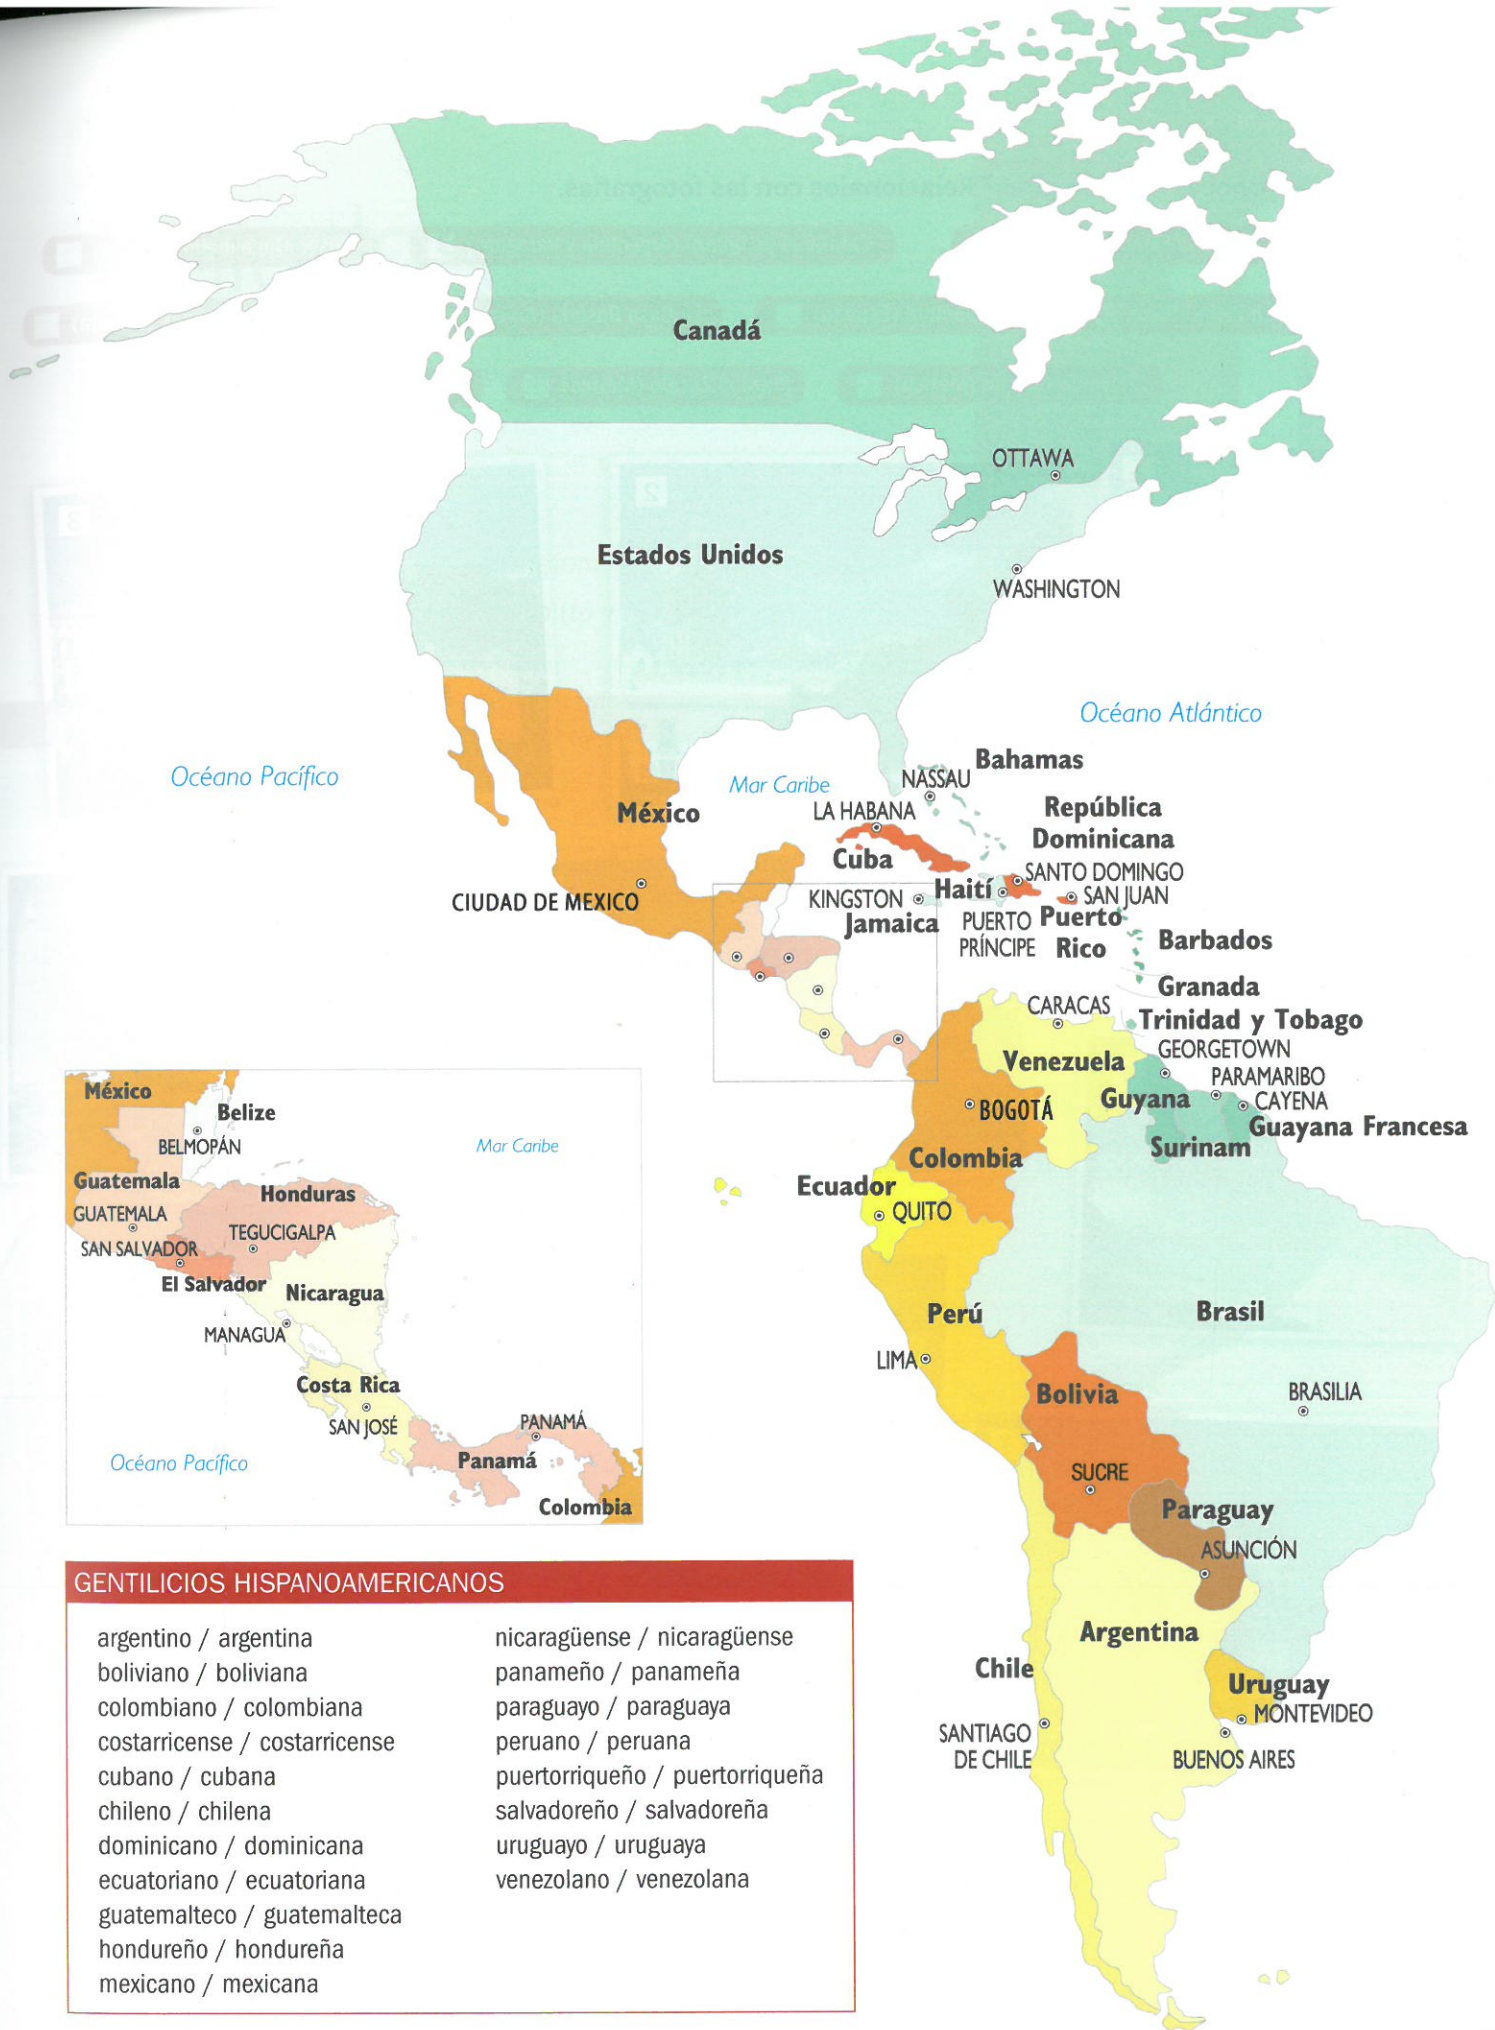 Canadá
OTTAWA
Estados Unidos
WASHINGTON
Océano Atlántico
Océano Pacífico
Mar Caribe
Bahamas
NASSAU
LA HABANA
República
Dominicana
México
Cuba
SANTO DOMINGO
CIUDAD DE MEXICO
KINGSTON
Haití
SAN JUAN
Jamaica
PUERTO
PRÍNCIPE
Puerto
Rico
Barbados
Granada
CARACAS
Trinidad y Tobago
Venezuela
GEORGETOWN
PARAMARIBO
Guyana
CAYENA
BOGOTÁ
Guayana Francesa
Surinam
Colombia
Ecuador
QUITO
Perú
Brasil
LIMA
Bolivia
BRASILIA
SUCRE
Paraguay
ASUNCIÓN
Argentina
Chile
Uruguay
MONTEVIDEO
SANTIAGO
DE CHILE
BUENOS AIRES
México
Belize
BELMOPÁN
Mar Caribe
Guatemala
Honduras
GUATEMALA
TEGUCIGALPA
SAN SALVADOR
El Salvador
Nicaragua
MANAGUA
Costa Rica
SAN JOSÉ
PANAMÁ
Océano Pacífico
Panamá
Colombia
GENTILICIOS HISPANOAMERICANOS
argentino / argentina
boliviano / boliviana
colombiano / colombiana
costarricense / costarricense
cubano / cubana
chileno / chilena
dominicano / dominicana
ecuatoriano / ecuatoriana
guatemalteco / guatemalteca
hondureño / hondureña
mexicano / mexicana
nicaragüense / nicaragüense
panameño / panameña
paraguayo / paraguaya
peruano / peruana
puertorriqueño / puertorriqueña
salvadoreño / salvadoreña
uruguayo / uruguaya
venezolano / venezolana